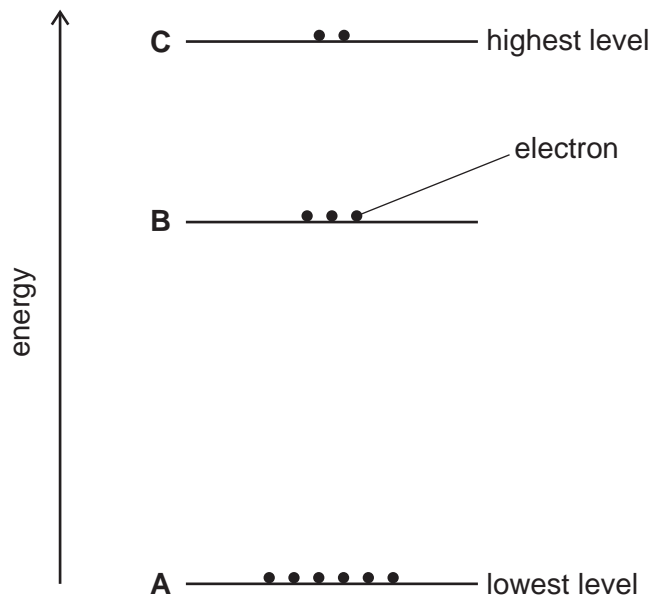 C highest level
electron
B
energy
A lowest level